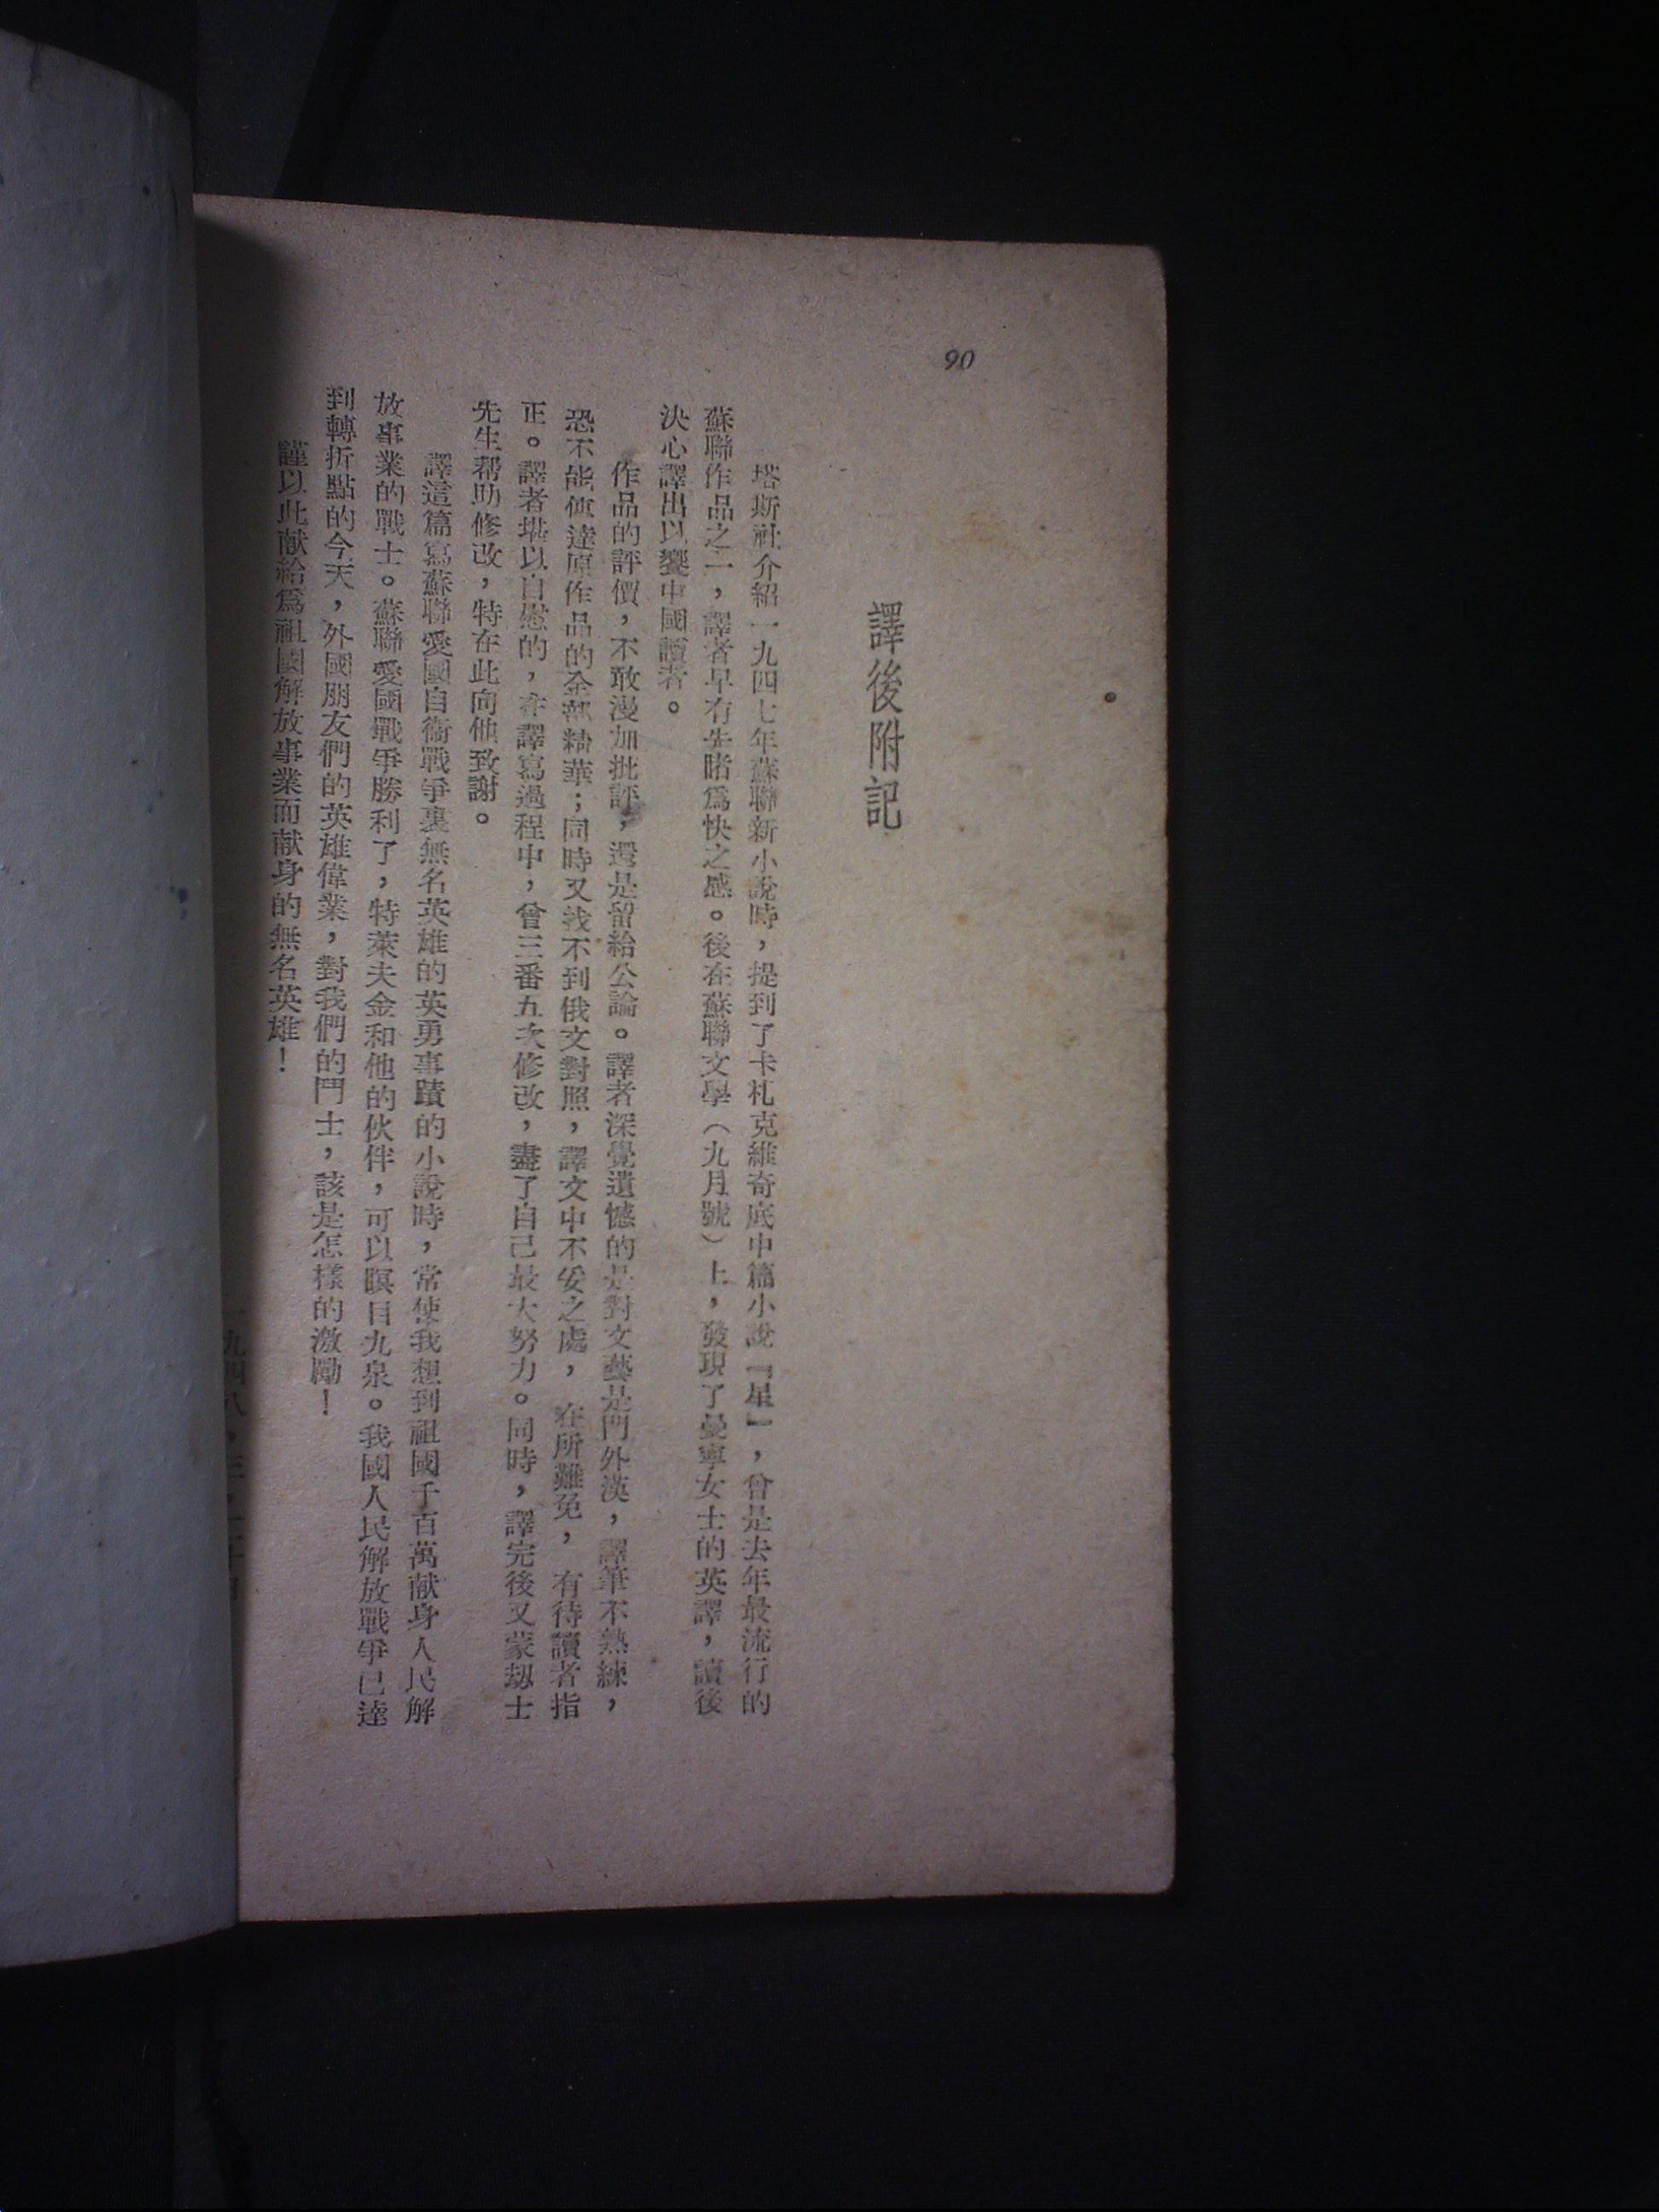 90
譯後附記
塔斯社介紹一九四七年蘇聯新小說時，提到了卡札克維奇底中篇小說『星』，曾是去年最流行的
蘇聯作品之一，譯者早有先睹爲快之感。後在蘇聯文學（九月號）上，發現了曼寧女士的英譯，讀後
決心譯出以饗中國讀者。
作品的評價，不敢漫加批評，還是留給公論。譯者深覺遺憾的是對文藝是門外漢，譯筆不熟練，
恐不能傳達原作品的全部精華；同時又找不到俄文對照，譯文中不妥之處，在所難免，有待讀者指
正。譯者堪以自慰的，在譯寫過程中，曾三番五次修改，盡了自己最大努力。同時，譯完後又蒙劫士
先生帮助修改，特在此向他致謝。
譯這篇寫蘇聯愛國自衞戰爭裏無名英雄的英勇事蹟的小說時，常使我想到祖國千百萬献身人民解
放事業的戰士。蘇聯愛國戰爭勝利了，特萊夫金和他的伙伴，可以瞑目九泉。我國人民解放戰爭已達
到轉折點的今天，外國朋友們的英雄偉業，對我們的鬥士，該是怎樣的激勵！
謹以此献給爲祖國解放事業而献身的無名英雄！
一九四八、三、